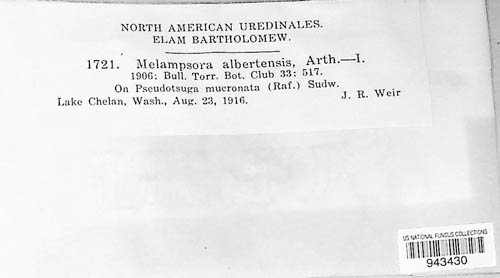 NORTH AMERICAN UREDINALES.
ELAM BARTHOLOMEW.
1721. Melampsora albertensis, Arth.—I.
1906: Bull. Torr. Bot. Club 33: 517.
On Pseudotsuga mucronata (Raf.) Sudw.
Lake Chelan, Wash., Aug. 23, 1916. J. R. Weir
US NATIONAL FUNGUS COLLECTIONS
943430